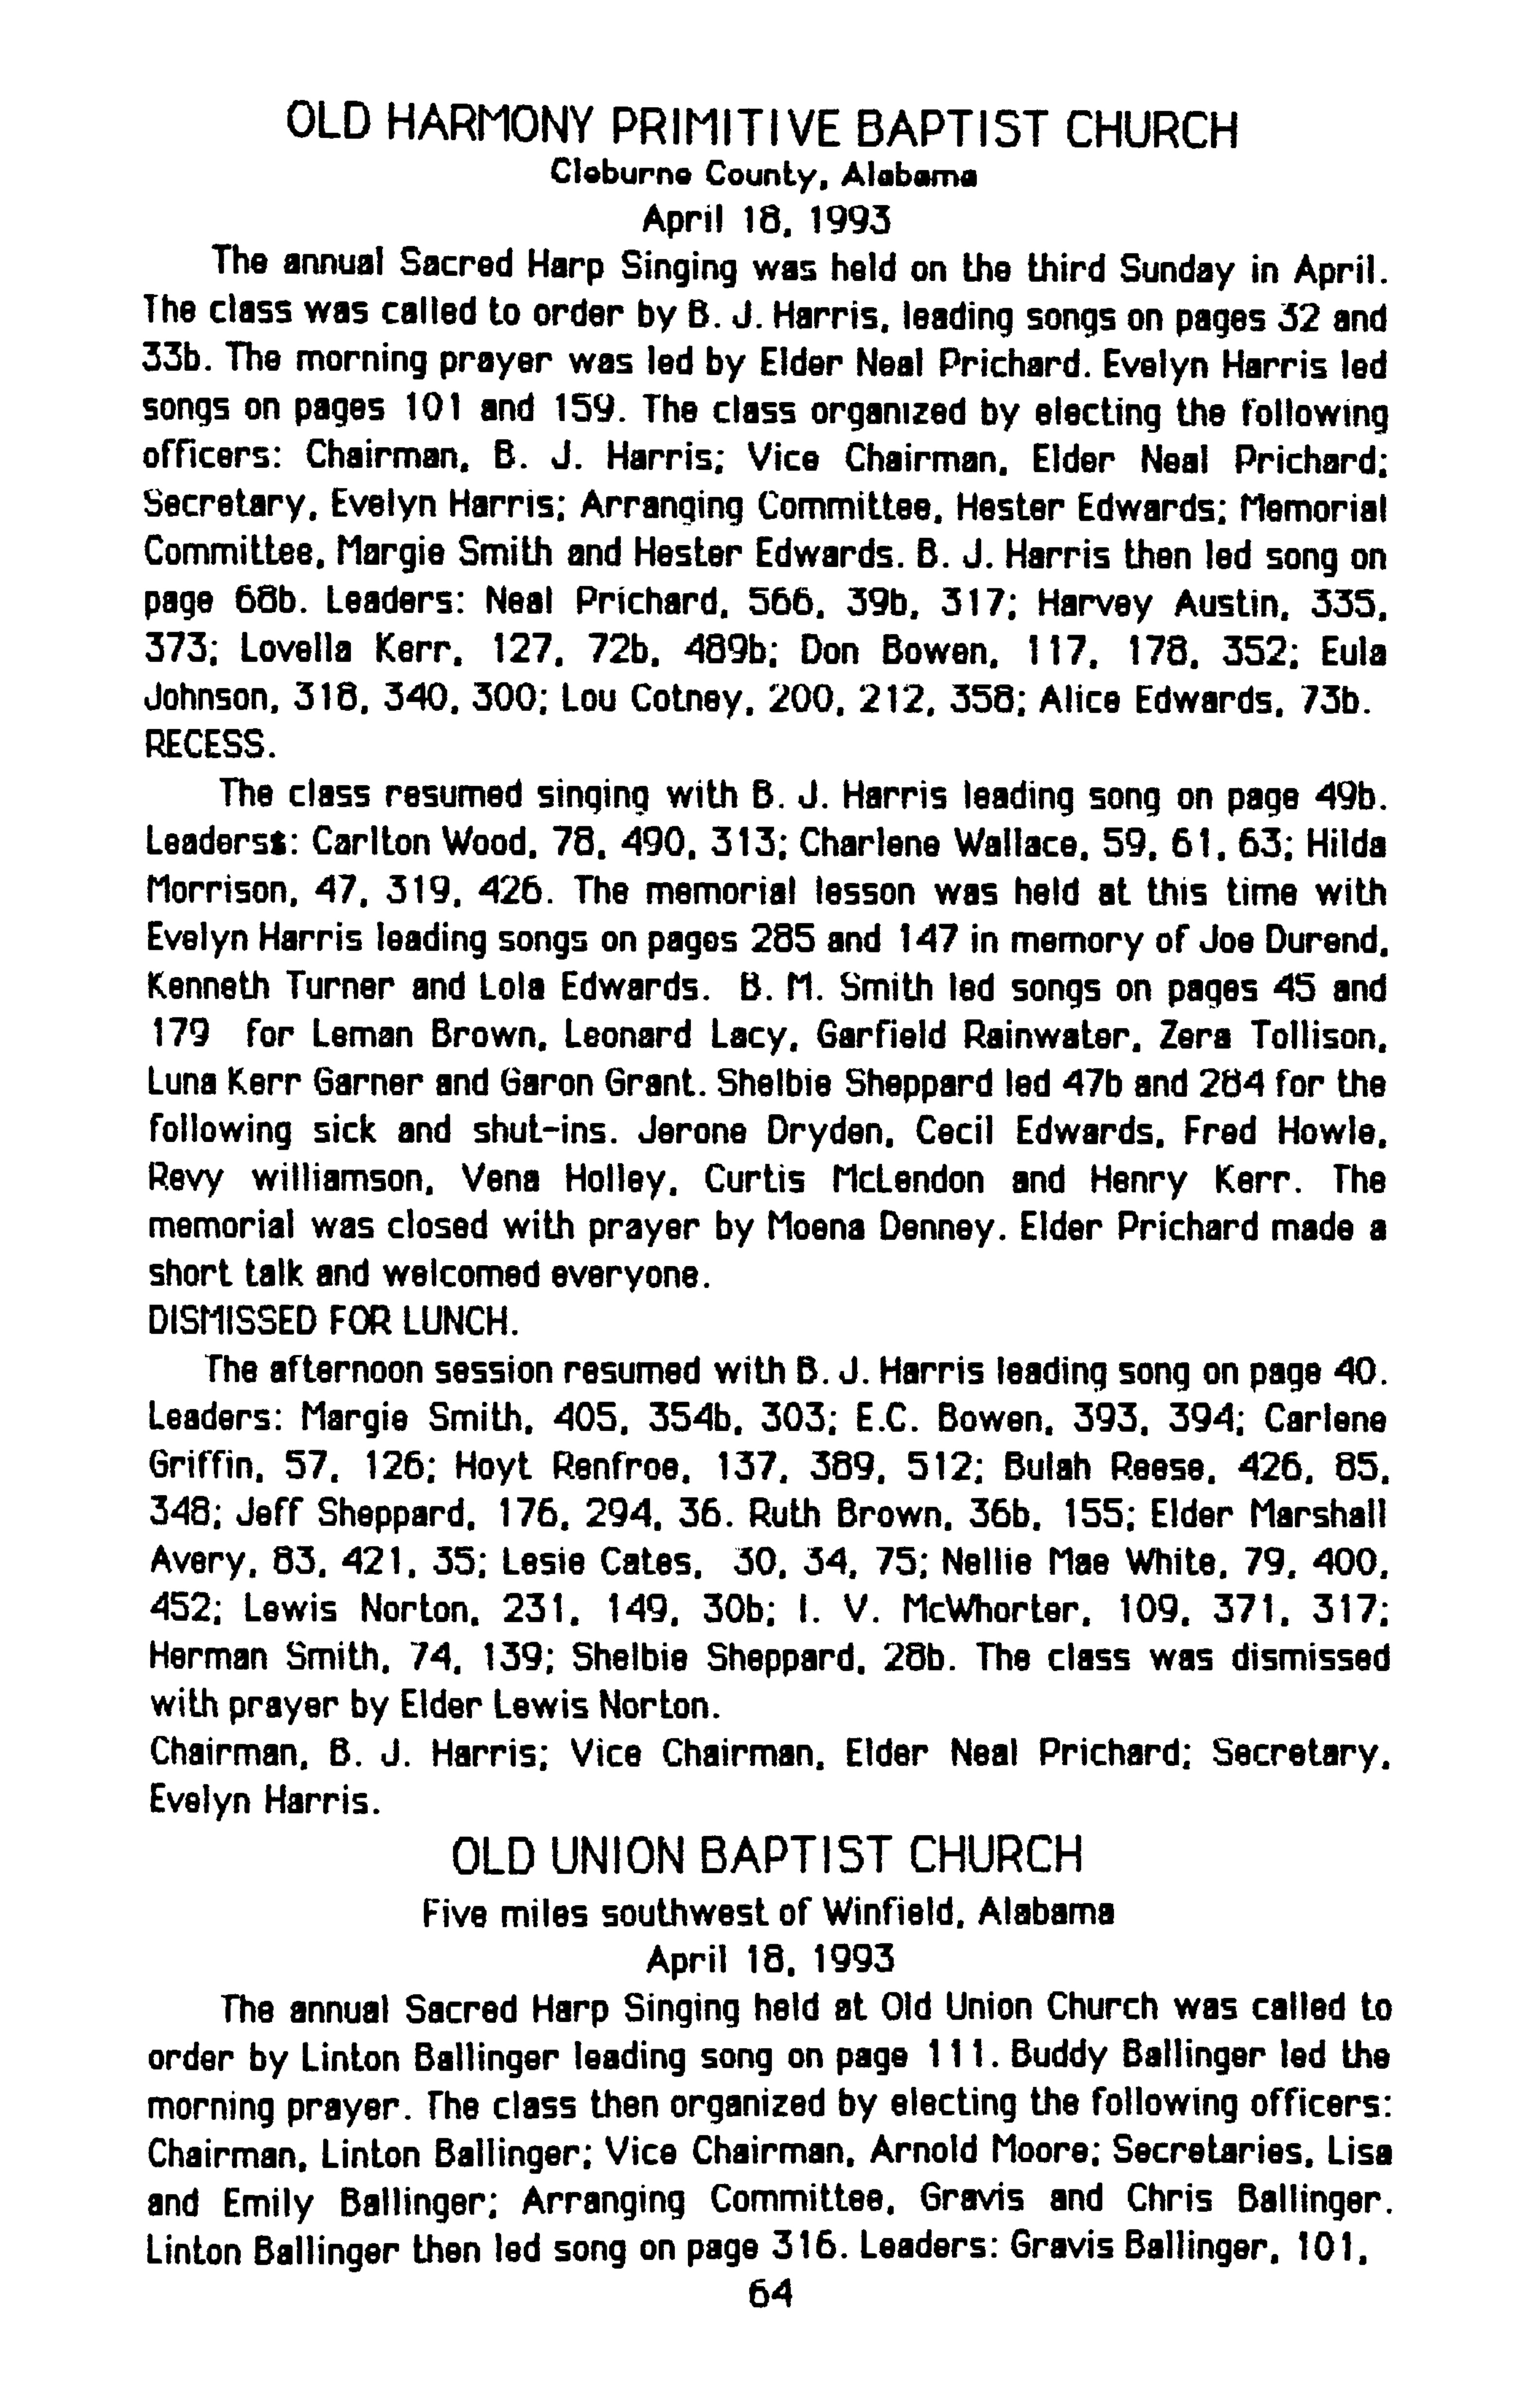 OLD HARMONY PRIMITIVE BAPTIST CHURCH
Cleburne County, Alabama
April 18, 1993
The annual Sacred Harp Singing was held on the third Sunday in April.
The class was called to order by B. J. Harris, leading songs on pages 32 and
33b. The morning prayer was led by Elder Neal Prichard. Evelyn Harris led
songs on pages 101 and 159. The class organized by electing the following
officers: Chairman, B. J. Harris; Vice Chairman, Elder Neal Prichard;
Secretary, Evelyn Harris; Arranging Committee, Hester Edwards; Memorial
Committee, Margie Smith and Hester Edwards. B. J. Harris then led song on
page 68b. Leaders: Neal Prichard, 566, 39b, 317; Harvey Austin, 335,
373; Lovella Kerr, 127, 72b, 489b; Don Bowen, 117, 178, 352; Eula
Johnson, 318, 340, 300; Lou Cotney, 200, 212, 358; Alice Edwards, 73b.
RECESS.
The class resumed singing with B. J. Harris leading song on page 49b.
Leaderss: Carlton Wood, 78, 490, 313; Charlene Wallace, 59, 61, 63; Hilda
Morrison, 47, 319, 426. The memorial lesson was held at this time with
Evelyn Harris leading songs on pages 285 and 147 in memory of Joe Durend,
Kenneth Turner and Lola Edwards. B. M. Smith led songs on pages 45 and
179 for Leman Brown, Leonard Lacy, Garfield Rainwater, Zera Tollison,
Luna Kerr Garner and Garon Grant. Shelbie Sheppard led 47b and 284 for the
following sick and shut-ins. Jerone Dryden, Cecil Edwards, Fred Howle,
Revy williamson, Vena Holley, Curtis McLendon and Henry Kerr. The
memorial was closed with prayer by Moena Denney. Elder Prichard made a
short talk and welcomed everyone.
DISMISSED FOR LUNCH.
The afternoon session resumed with B. J. Harris leading song on page 40.
Leaders: Margie Smith, 405, 354b, 303; E.C. Bowen, 393, 394; Carlene
Griffin, 57, 126; Hoyt Renfroe, 137, 389, 512; Bulah Reese, 426, 85,
348; Jeff Sheppard, 176, 294, 36. Ruth Brown, 36b, 155; Elder Marshall
Avery, 83, 421, 35; Lesie Cates, 30, 34, 75; Nellie Mae White, 79, 400,
452; Lewis Norton, 231, 149, 30b; I. V. McWhorter, 109, 371, 317;
Herman Smith, 74, 139; Shelbie Sheppard, 28b. The class was dismissed
with prayer by Elder Lewis Norton.
Chairman, B. J. Harris; Vice Chairman, Elder Neal Prichard; Secretary,
Evelyn Harris.
OLD UNION BAPTIST CHURCH
Five miles southwest of Winfield, Alabama
April 18, 1993
The annual Sacred Harp Singing held at Old Union Church was called to
order by Linton Ballinger leading song on page 111. Buddy Ballinger led the
morning prayer. The class then organized by electing the following officers:
Chairman, Linton Ballinger; Vice Chairman, Arnold Moore; Secretaries, Lisa
and Emily Ballinger; Arranging Committee, Gravis and Chris Ballinger.
Linton Ballinger then led song on page 316. Leaders: Gravis Ballinger, 101,
64